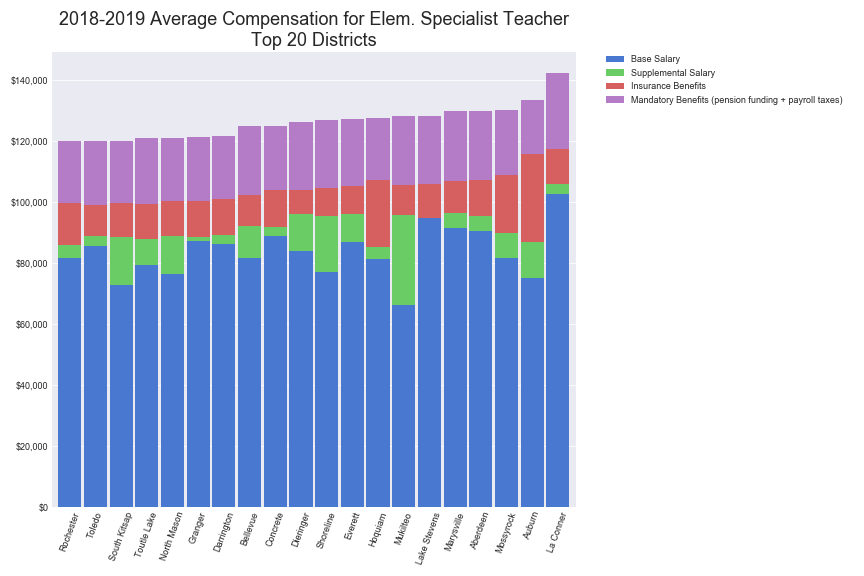 2018-2019 Average Compensation for Elem. Specialist Teacher
Top 20 Districts
Base Salary
Supplemental Salary
Insurance Benefits
Mandatory Benefits (pension funding + payroll taxes)
$140,000
$120,000
$100,000
$80,000
$60,000
$40,000
$20,000
$0
Rochester
Toledo
South Kitsap
Toutle Lake
North Mason
Granger
Darrington
Bellevue
Concrete
Dieringer
Shoreline
Everett
Hoquiam
Mukilteo
Lake Stevens
Marysville
Aberdeen
Mossyrock
Auburn
La Conner